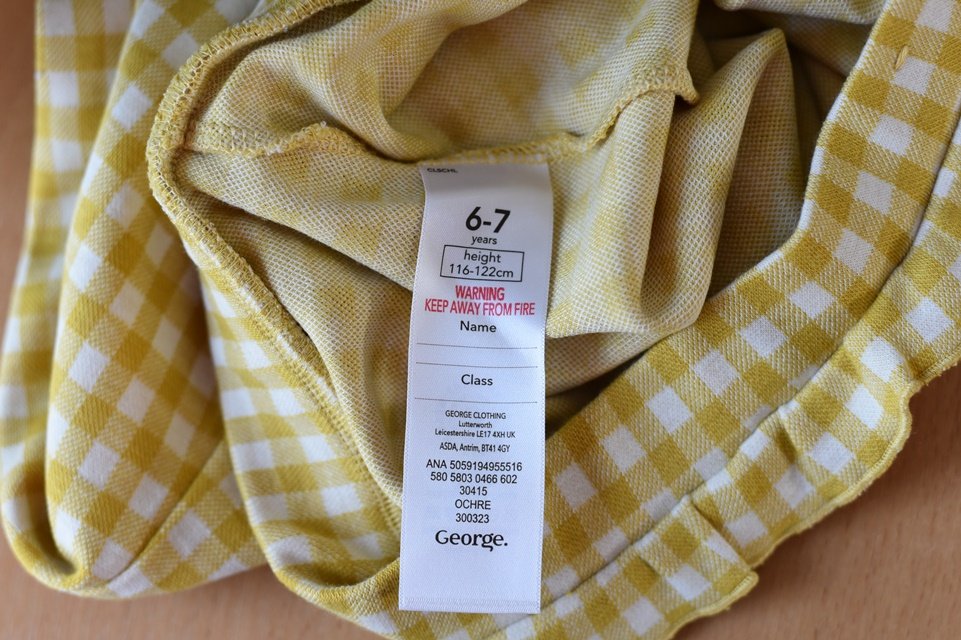 CLSCHL
6-7
years
height
116-122cm
WARNING
KEEP AWAY FROM FIRE
Name
Class
GEORGE CLOTHING
Lutterworth
Leicestershire LE17 4XH UK
ASDA, Antrim, BT41 4GY
ANA 5059194955516
580 5803 0466 602
30415
OCHRE
300323
George.